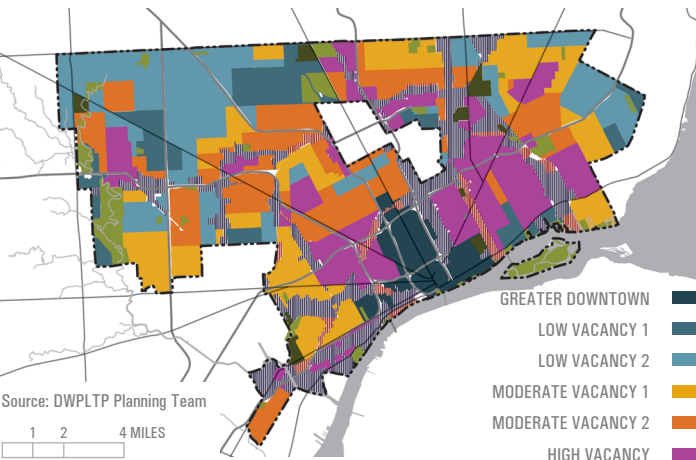 GREATER DOWNTOWN
LOW VACANCY 1
LOW VACANCY 2
MODERATE VACANCY 1
MODERATE VACANCY 2
HIGH VACANCY
Source: DWPLTP Planning Team
1 2 4 MILES